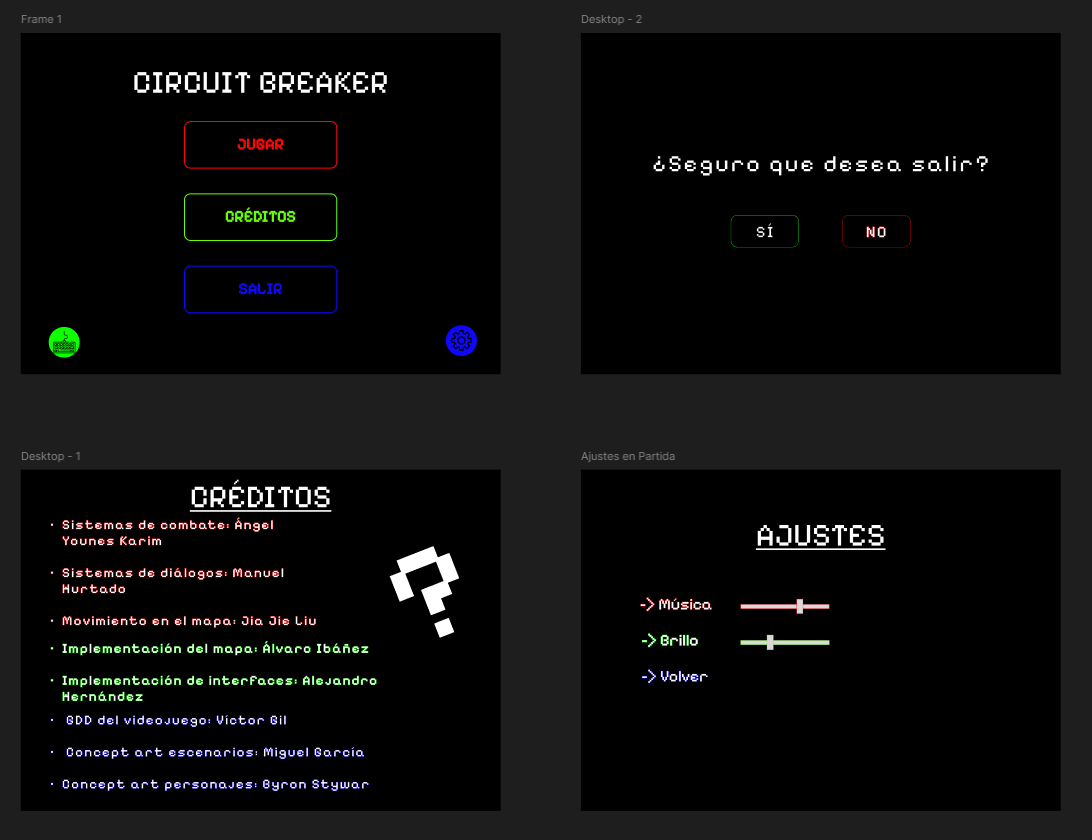 Frame 1
CIRCUIT BREAKER
JUGAR
CRÉDITOS
SALIR
Desktop - 2
¿Seguro que desea salir?
SÍ
NO
Desktop - 1
CRÉDITOS
· Sistemas de combate: Ángel
Younes Karim
· Sistemas de diálogos: Manuel
Hurtado
· Movimiento en el mapa: Jia Jie Liu
· Implementación del mapa: Álvaro Ibáñez
· Implementación de interfaces: Alejandro
Hernández
· GDD del videojuego: Víctor Gil
· Concept art escenarios: Miguel García
· Concept art personajes: Byron Stywar
?
Ajustes en Partida
AJUSTES
-> Música
-> Brillo
-> Volver